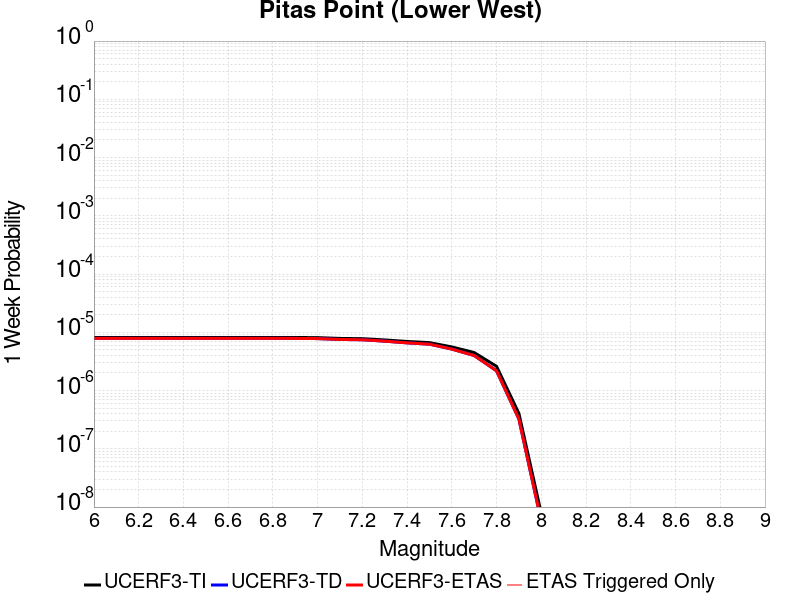 Pitas Point (Lower West)
1 Week Probability
10 0
10 -1
10 -2
10 -3
10 -4
10 -5
10 -6
10 -7
10 -8
6 6.2 6.4 6.6 6.8 7 7.2 7.4 7.6 7.8 8 8.2 8.4 8.6 8.8 9
Magnitude
UCERF3-TI UCERF3-TD UCERF3-ETAS ETAS Triggered Only